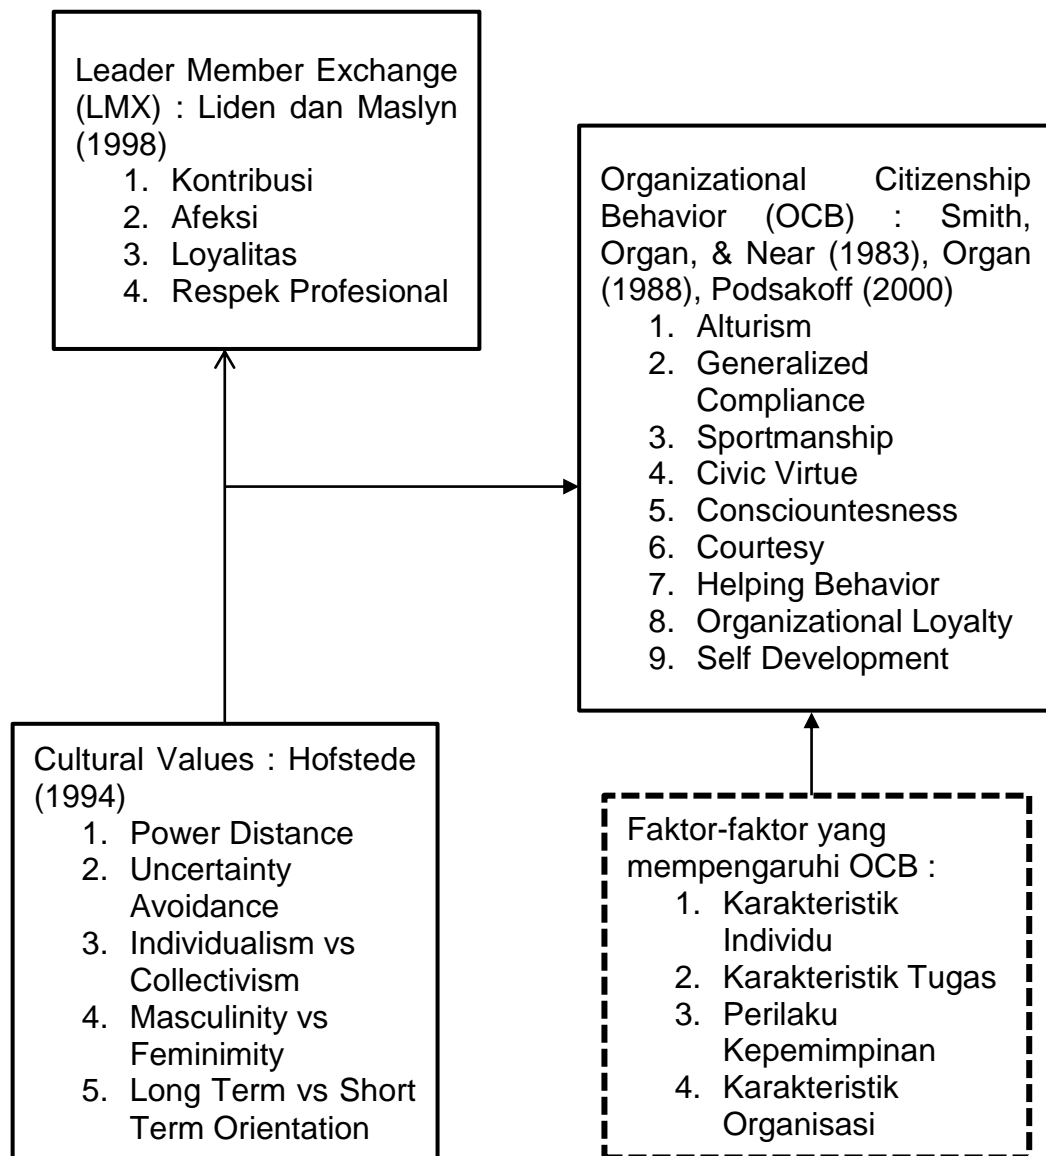 Leader Member Exchange
(LMX) : Liden dan Maslyn
(1998)
1. Kontribusi
2. Afeksi
3. Loyalitas
4. Respek Profesional
Organizational Citizenship
Behavior (OCB) : Smith,
Organ, & Near (1983), Organ
(1988), Podsakoff (2000)
1. Alturism
2. Generalized
Compliance
3. Sportmanship
4. Civic Virtue
5. Consciountesness
6. Courtesy
7. Helping Behavior
8. Organizational Loyalty
9. Self Development
Cultural Values : Hofstede
(1994)
1. Power Distance
2. Uncertainty
Avoidance
3. Individualism vs
Collectivism
4. Masculinity vs
Feminimity
5. Long Term vs Short
Term Orientation
Faktor-faktor yang
mempengaruhi OCB :
1. Karakteristik
Individu
2. Karakteristik Tugas
3. Perilaku
Kepemimpinan
4. Karakteristik
Organisasi